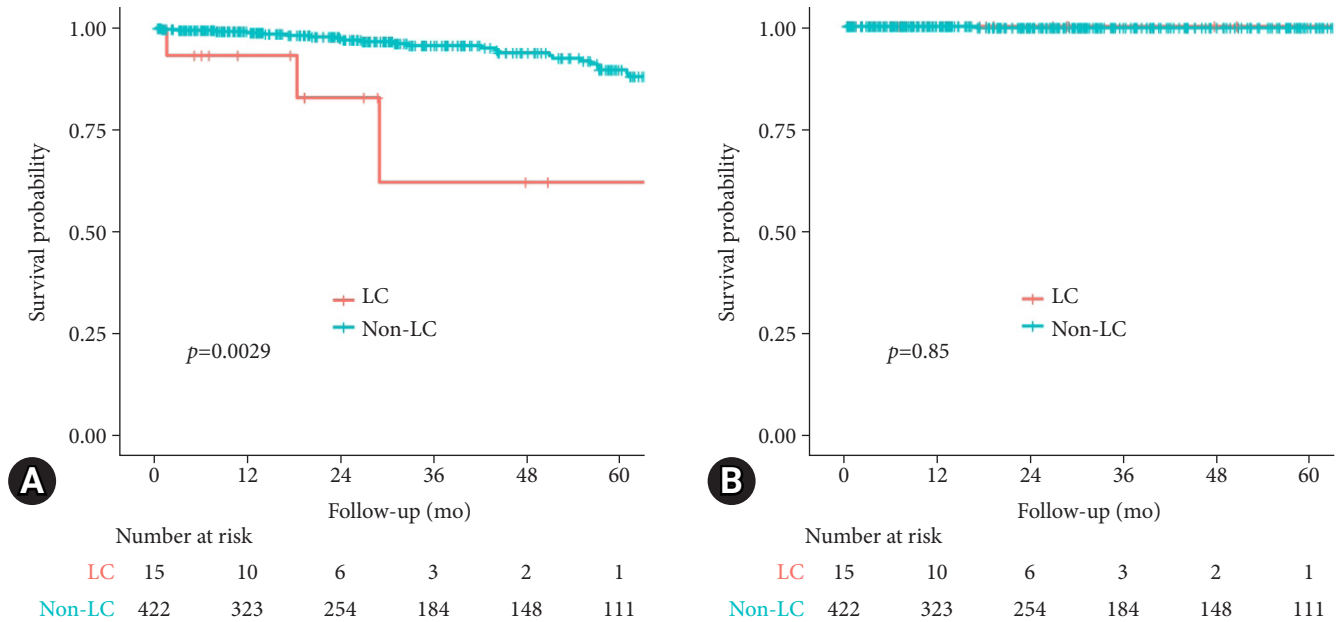 Survival probability
1.00
0.75
0.50
0.25
0.00
LC
Non-LC
p=0.0029
0 12 24 36 48 60
Follow-up (mo)
A
Number at risk
LC 15 10 6 3 2 1
Non-LC 422 323 254 184 148 111
Survival probability
1.00
0.75
0.50
0.25
0.00
LC
Non-LC
p=0.85
0 12 24 36 48 60
Follow-up (mo)
B
Number at risk
LC 15 10 6 3 2 1
Non-LC 422 323 254 184 148 111